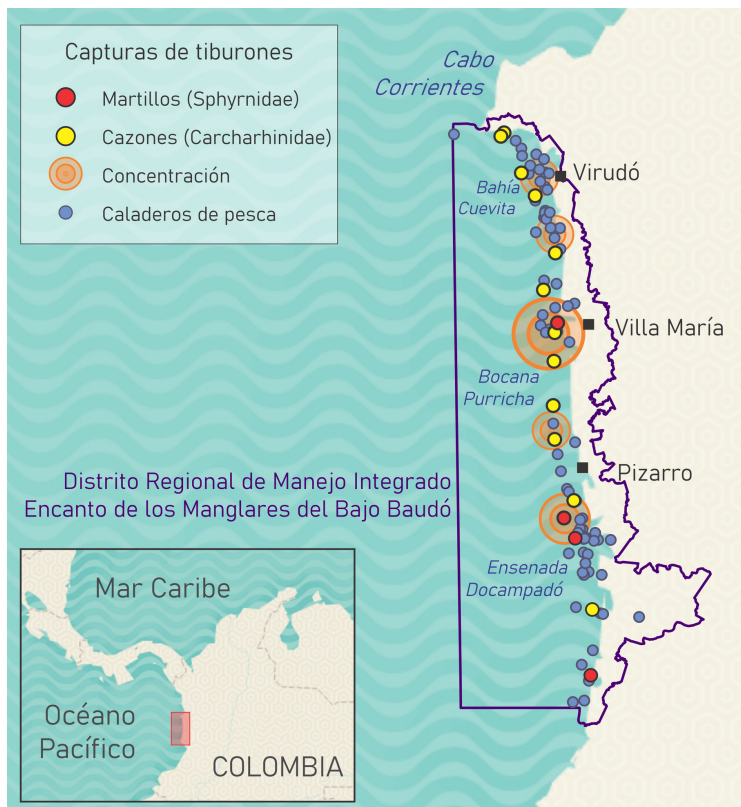 Capturas de tiburones
Martillos (Sphyrnidae)
Cazones (Carcharhinidae)
Concentración
Caladeros de pesca
Cabo
Corrientes
Virudó
Bahía
Cuevita
Villa María
Bocana
Purricha
Pizarro
Distrito Regional de Manejo Integrado
Encanto de los Manglares del Bajo Baudó
Ensenada
Docampadó
Mar Caribe
Océano
Pacífico
COLOMBIA